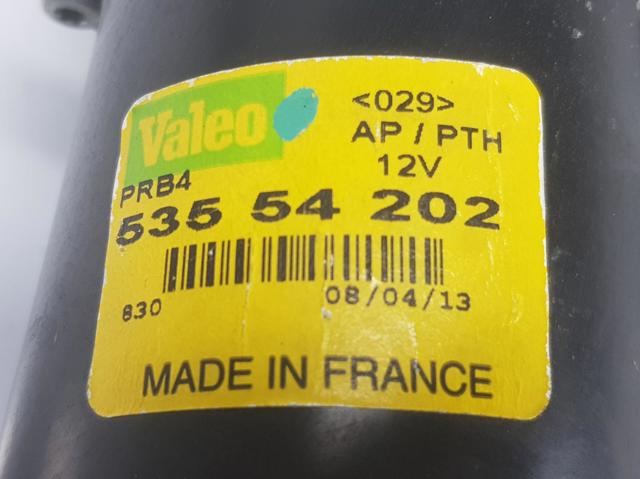 Valeo
<029>
AP / PTH
12V
PRB4
535 54 202
830
08/04/13
MADE IN FRANCE